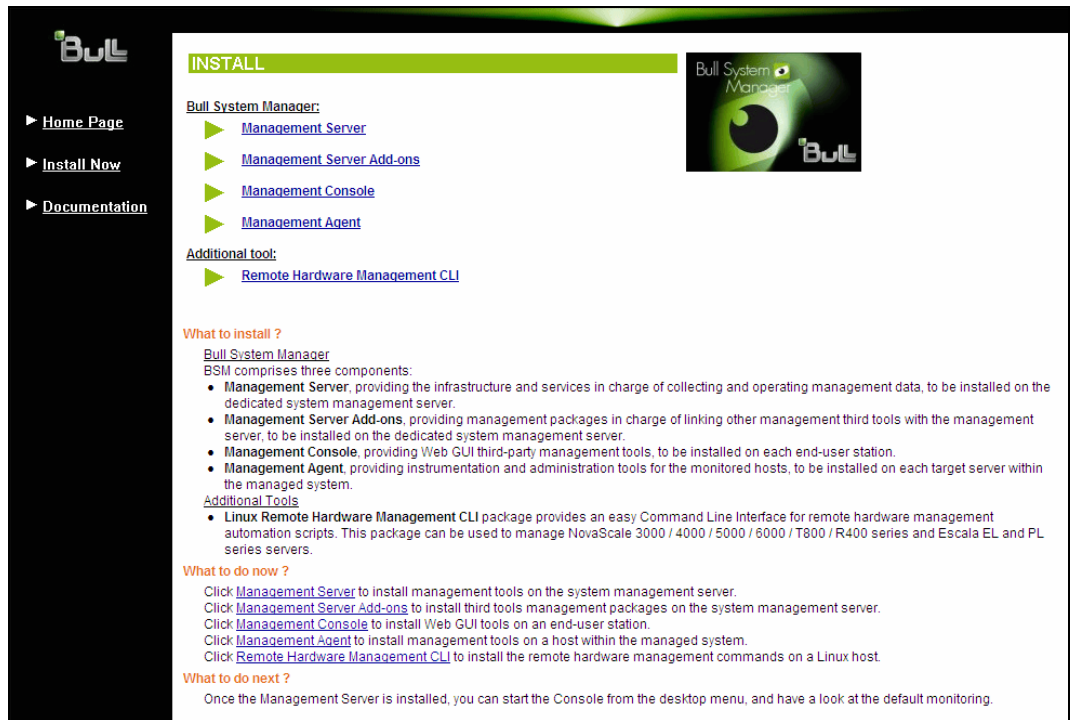 Bull
Home Page
Install Now
Documentation
INSTALL
Bull System Manager
Bull
Bull System Manager:
Management Server
Management Server Add-ons
Management Console
Management Agent
Additional tool:
Remote Hardware Management CLI
What to install ?
Bull System Manager
BSM comprises three components:
• Management Server, providing the infrastructure and services in charge of collecting and operating management data, to be installed on the
dedicated system management server.
• Management Server Add-ons, providing management packages in charge of linking other management third tools with the management
server, to be installed on the dedicated system management server.
• Management Console, providing Web GUI third-party management tools, to be installed on each end-user station.
• Management Agent, providing instrumentation and administration tools for the monitored hosts, to be installed on each target server within
the managed system.
Additional Tools
• Linux Remote Hardware Management CLI package provides an easy Command Line Interface for remote hardware management
automation scripts. This package can be used to manage NovaScale 3000 / 4000 / 5000 / 6000 / T800 / R400 series and Escala EL and PL
series servers.
What to do now ?
Click Management Server to install management tools on the system management server.
Click Management Server Add-ons to install third tools management packages on the system management server.
Click Management Console to install Web GUI tools on an end-user station.
Click Management Agent to install management tools on a host within the managed system.
Click Remote Hardware Management CLI to install the remote hardware management commands on a Linux host.
What to do next ?
Once the Management Server is installed, you can start the Console from the desktop menu, and have a look at the default monitoring.